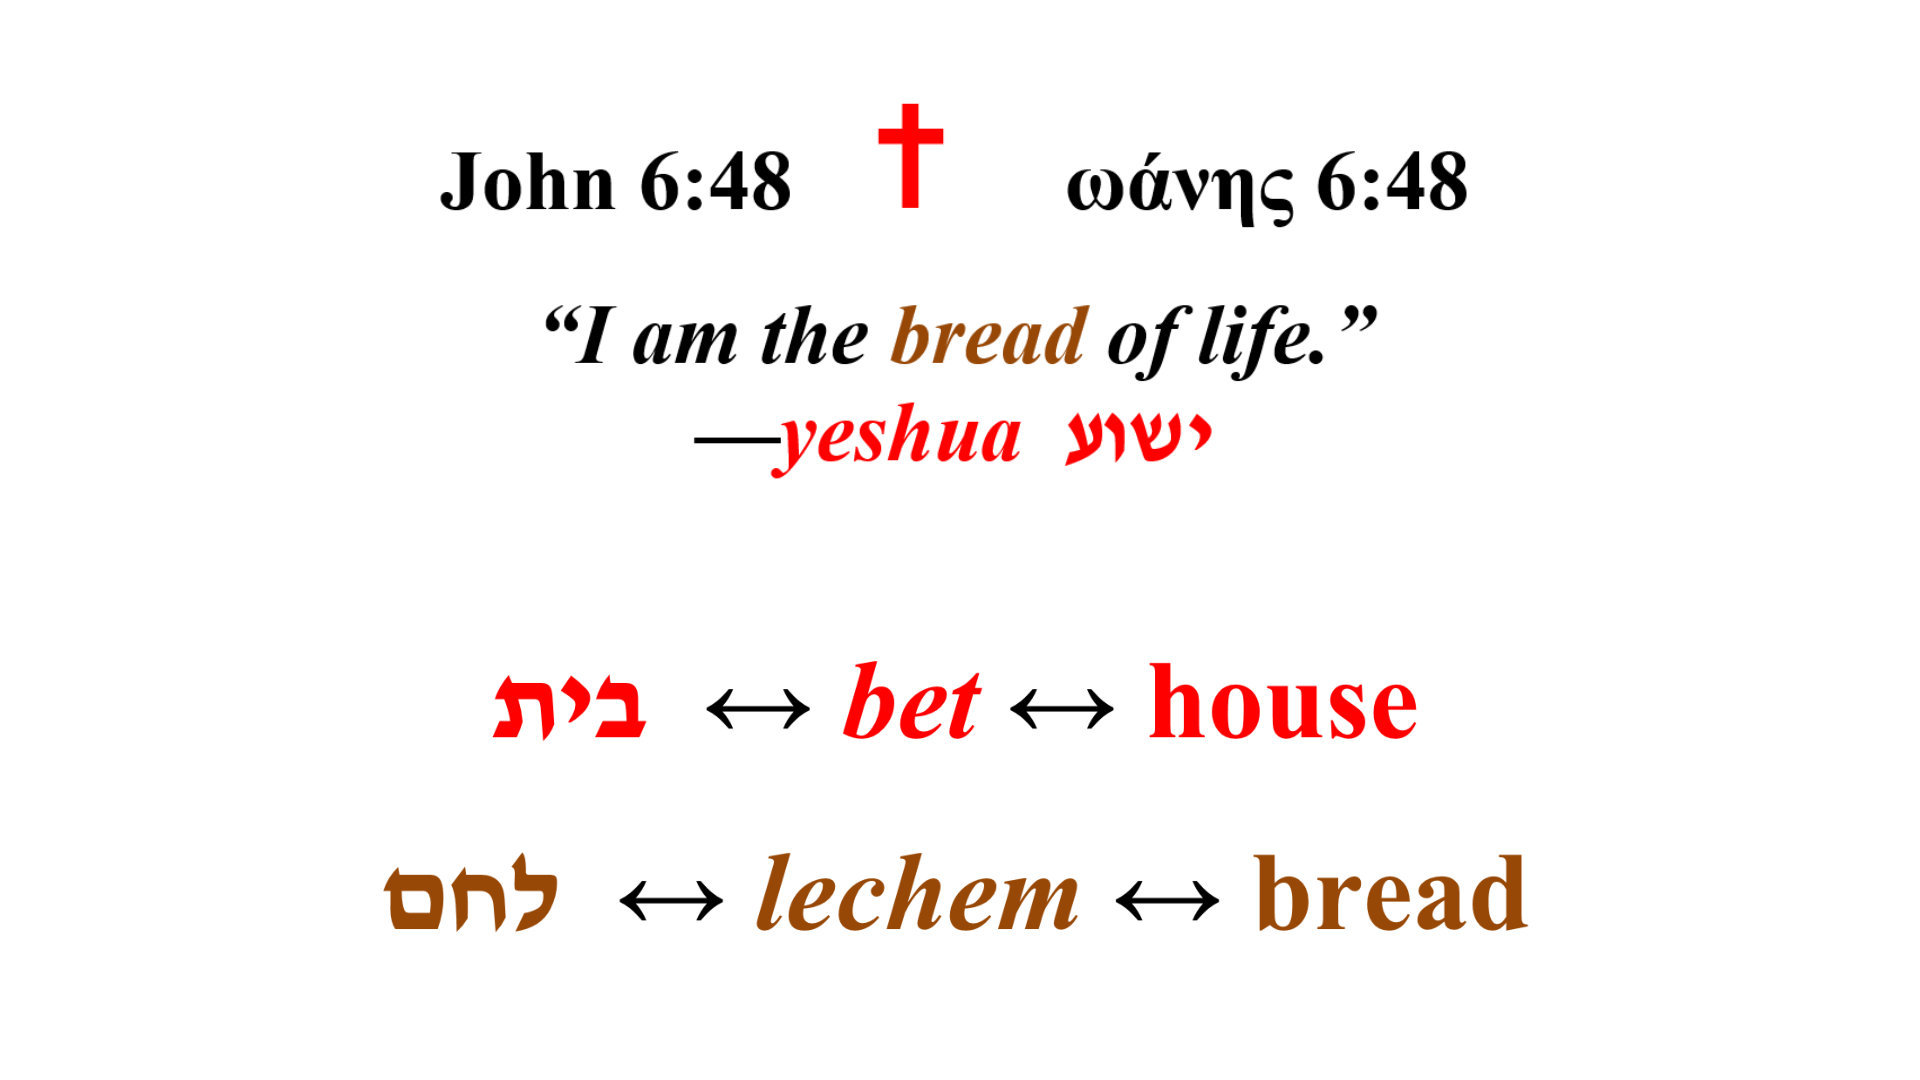 John 6:48 ✝ ωάνης 6:48
“I am the bread of life.”
—yeshua ישוע
בית ↔ bet ↔ house
לחם ↔ lechem ↔ bread